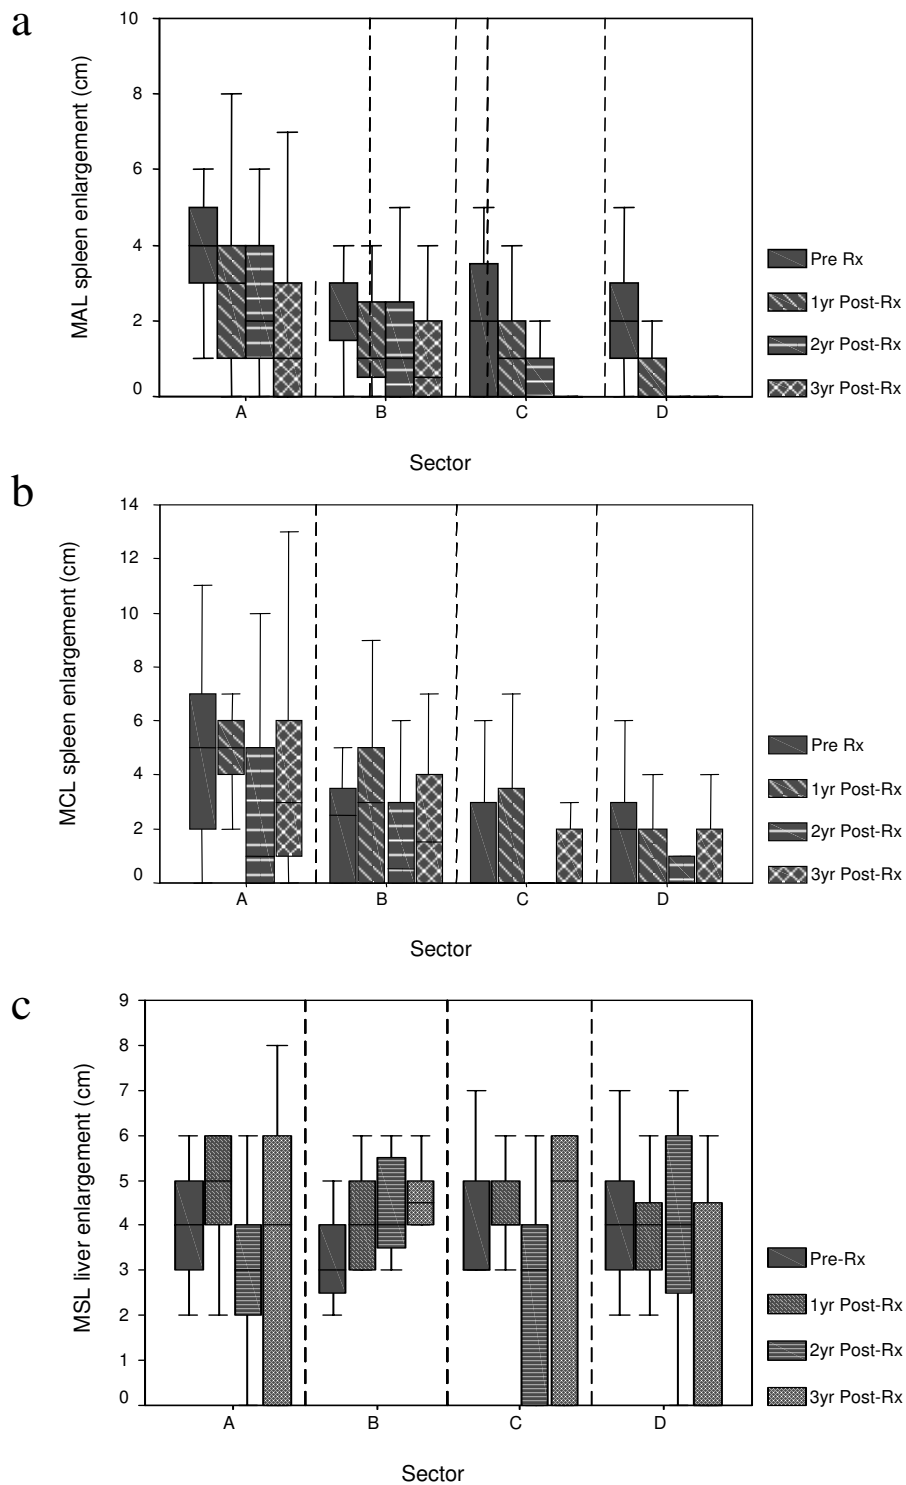 a
MAL spleen enlargement (cm)
10
8
6
4
2
0
A B C D
Sector
Pre Rx
1yr Post-Rx
2yr Post-Rx
3yr Post-Rx
b
MCL spleen enlargement (cm)
14
12
10
8
6
4
2
0
A B C D
Sector
Pre Rx
1yr Post-Rx
2yr Post-Rx
3yr Post-Rx
c
MSL liver enlargement (cm)
9
8
7
6
5
4
3
2
1
0
A B C D
Sector
Pre-Rx
1yr Post-Rx
2yr Post-Rx
3yr Post-Rx